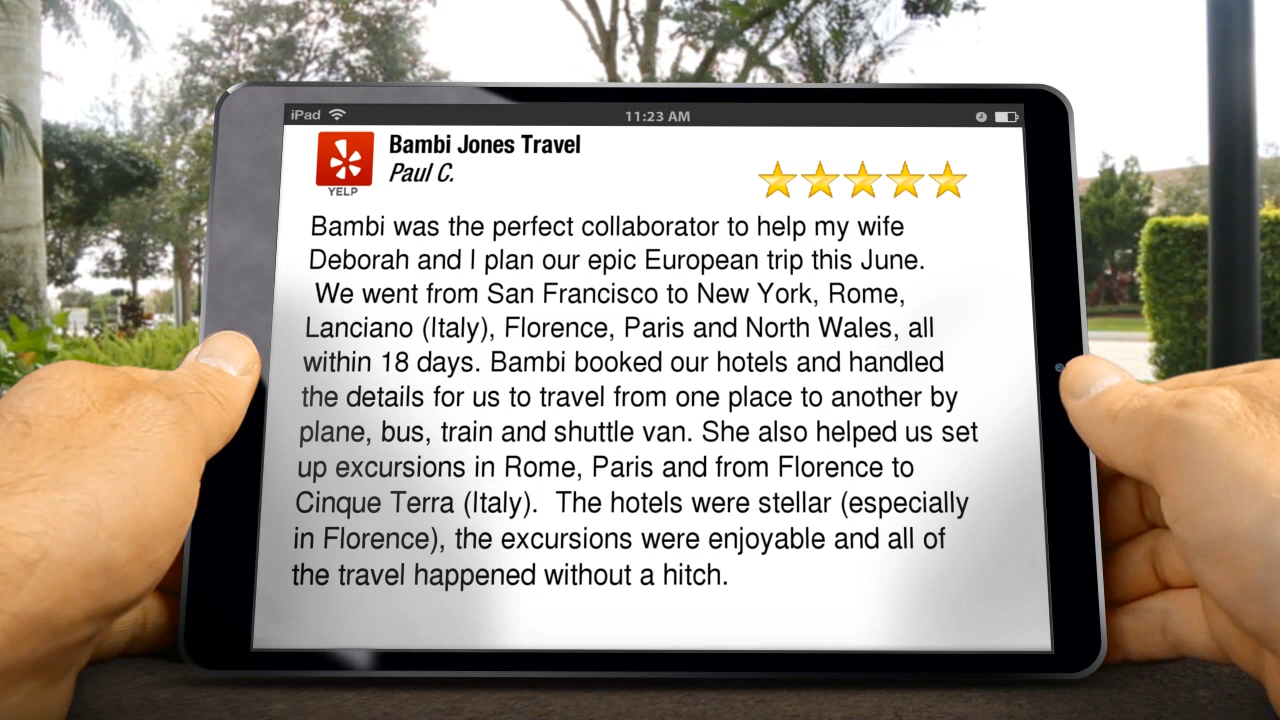 iPad
11:23 AM
Bambi Jones Travel
Paul C.
YELP
Bambi was the perfect collaborator to help my wife
Deborah and I plan our epic European trip this June.
We went from San Francisco to New York, Rome,
Lanciano (Italy), Florence, Paris and North Wales, all
within 18 days. Bambi booked our hotels and handled
the details for us to travel from one place to another by
plane, bus, train and shuttle van. She also helped us set
up excursions in Rome, Paris and from Florence to
Cinque Terra (Italy).  The hotels were stellar (especially
in Florence), the excursions were enjoyable and all of
the travel happened without a hitch.